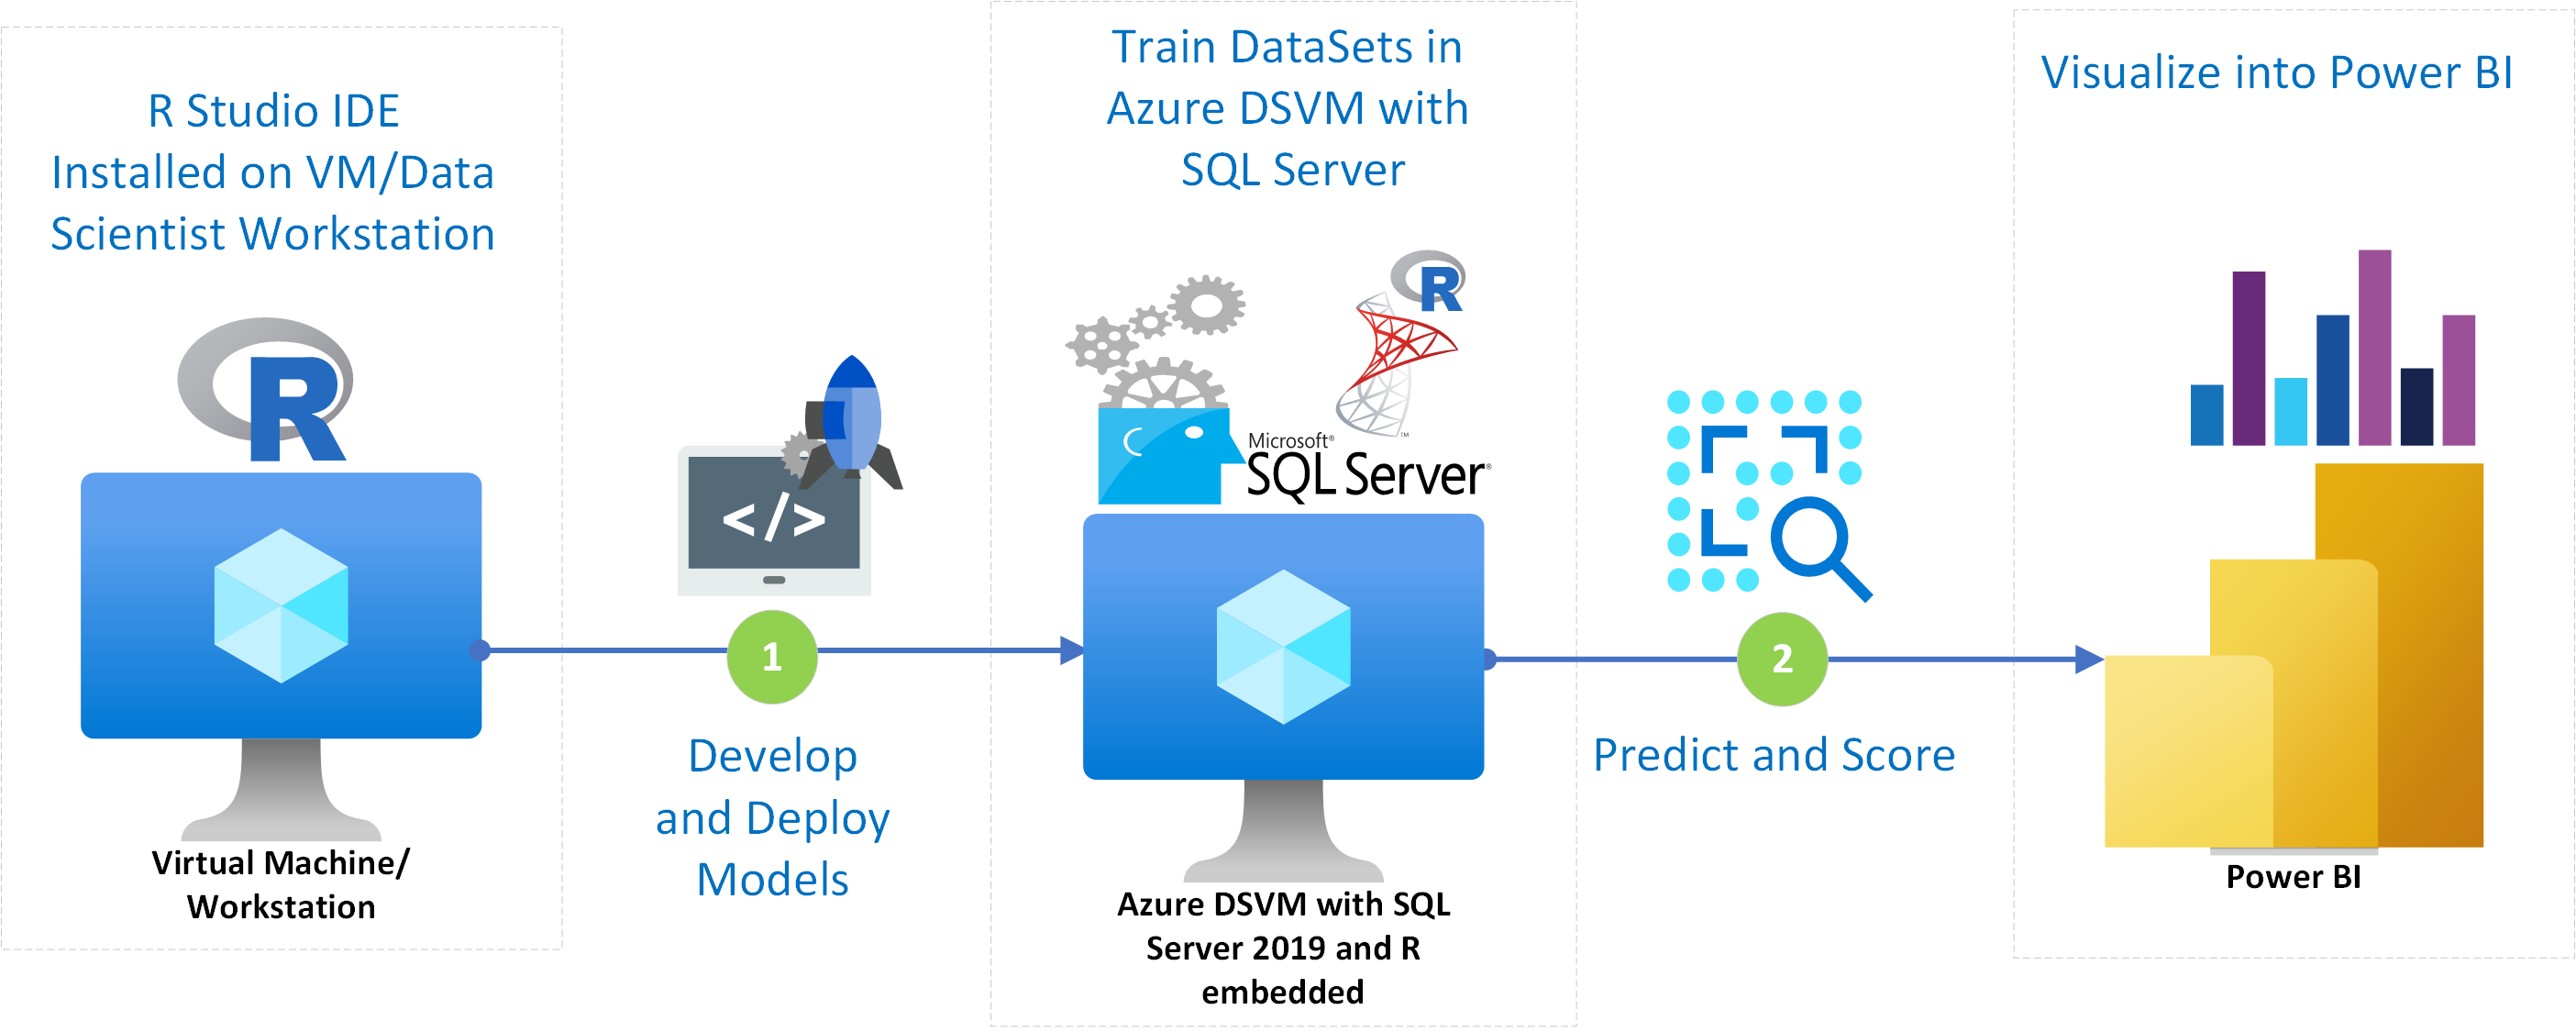 R Studio IDE
Installed on VM/Data
Scientist Workstation
R
Virtual Machine/
Workstation
</>
1
Develop
and Deploy
Models
Train DataSets in
Azure DSVM with
SQL Server
R
™
Microsoft®
SQL Server®
Azure DSVM with SQL
Server 2019 and R
embedded
2
Predict and Score
Visualize into Power BI
Power BI